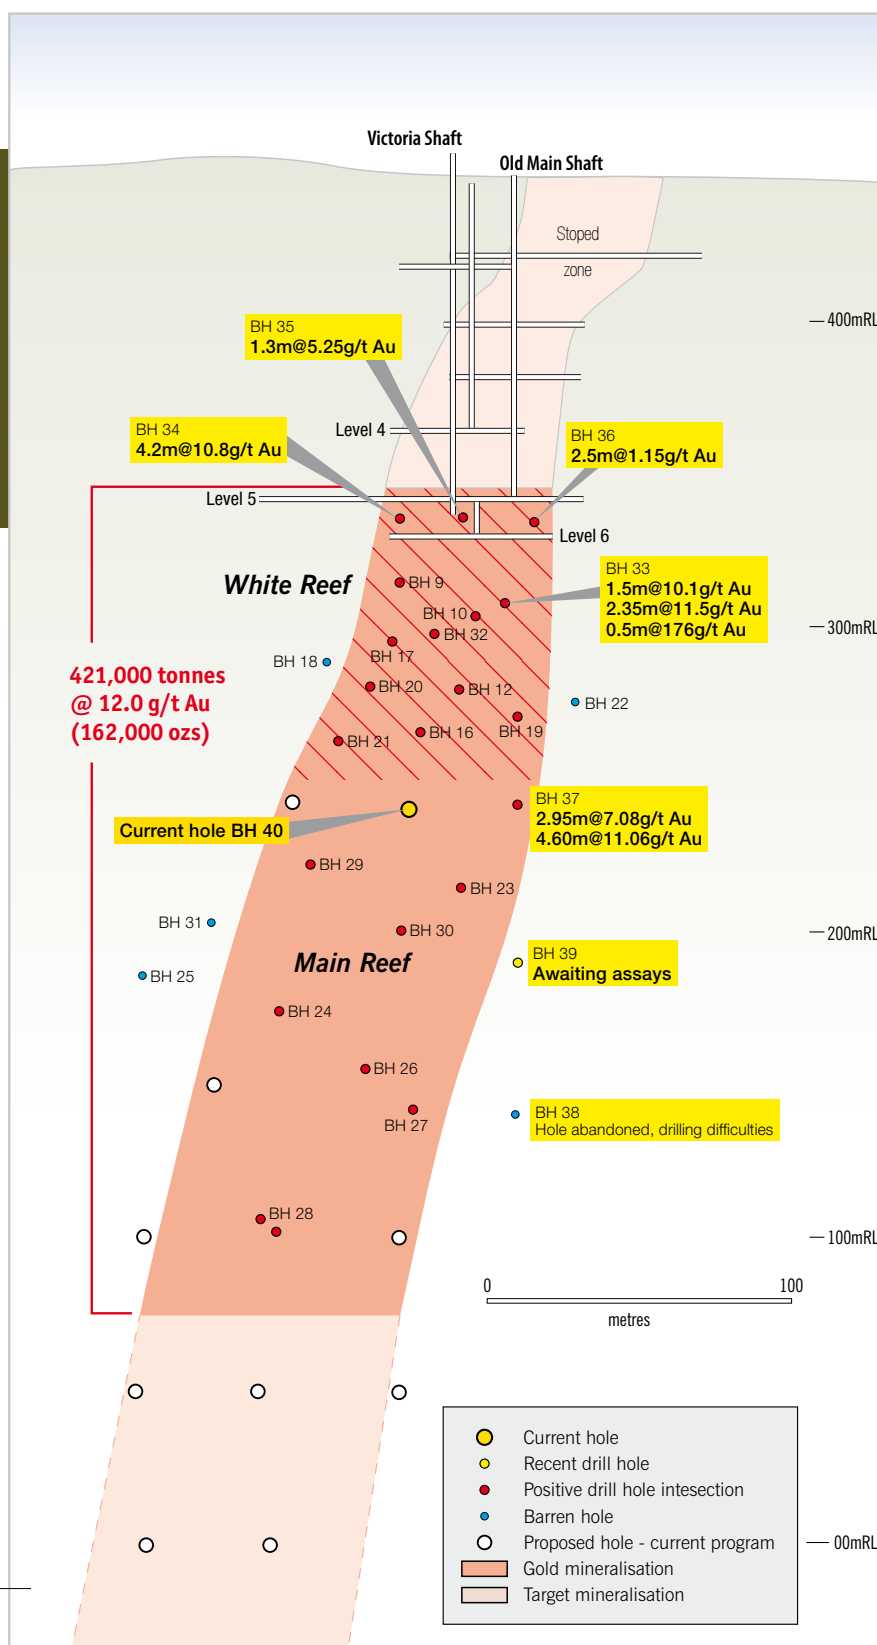 Victoria Shaft
Old Main Shaft
Stoped
zone
400mRL
BH 35
1.3m@5.25g/t Au
BH 34
4.2m@10.8g/t Au
Level 4
BH 36
2.5m@1.15g/t Au
Level 5
Level 6
White Reef
BH 9
BH 33
1.5m@10.1g/t Au
2.35m@11.5g/t Au
0.5m@176g/t Au
BH 10
BH 32
300mRL
BH 17
BH 18
421,000 tonnes
@ 12.0 g/t Au
(162,000 ozs)
BH 20
BH 12
BH 22
BH 16
BH 19
BH 21
BH 37
2.95m@7.08g/t Au
4.60m@11.06g/t Au
Current hole BH 40
BH 29
BH 23
BH 31
BH 30
200mRL
Main Reef
BH 39
Awaiting assays
BH 25
BH 24
BH 26
BH 27
BH 38
Hole abandoned, drilling difficulties
BH 28
100mRL
0 100
metres
Current hole
Recent drill hole
Positive drill hole intesection
Barren hole
Proposed hole - current program
00mRL
Gold mineralisation
Target mineralisation